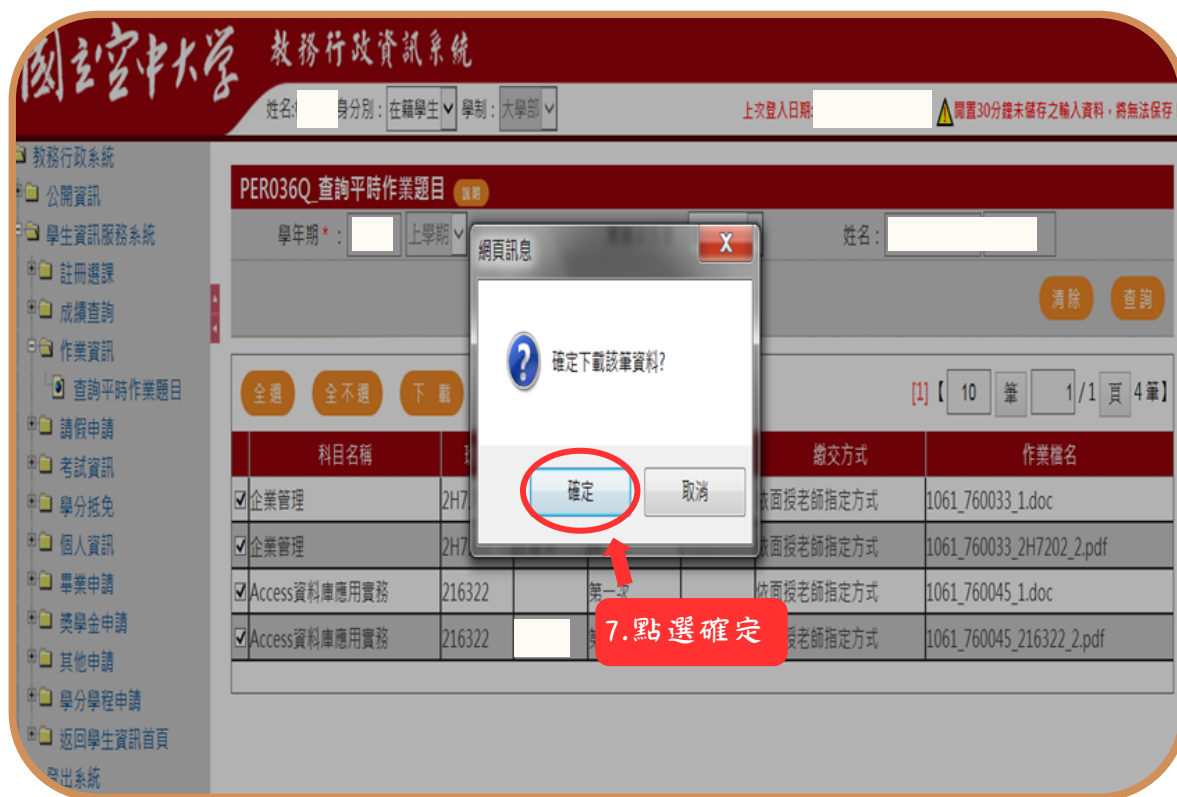 國立空中大學 教務行政資訊系統
姓名: 身分別：在籍學生 學制：大學部 上次登入日期: 閒置30分鐘未儲存之輸入資料，將無法保存
教務行政系統
公開資訊
學生資訊服務系統
註冊選課
成績查詢
作業資訊
查詢平時作業題目
請假申請
考試資訊
學分抵免
個人資訊
畢業申請
獎學金申請
其他申請
學分學程申請
返回學生資訊首頁
登出系統
PER036Q_查詢平時作業題目 說明
學年期*： 上學期 姓名：
清除 查詢
全選 全不選 下載 [1]【 10 筆 1/1 頁 4筆】
科目名稱 繳交方式 作業檔名
企業管理 2H7 依面授老師指定方式 1061_760033_1.doc
企業管理 2H7 依面授老師指定方式 1061_760033_2H7202_2.pdf
Access資料庫應用實務 216322 第一次 依面授老師指定方式 1061_760045_1.doc
Access資料庫應用實務 216322 授老師指定方式 1061_760045_216322_2.pdf
網頁訊息 X
確定下載該筆資料?
確定 取消
7.點選確定